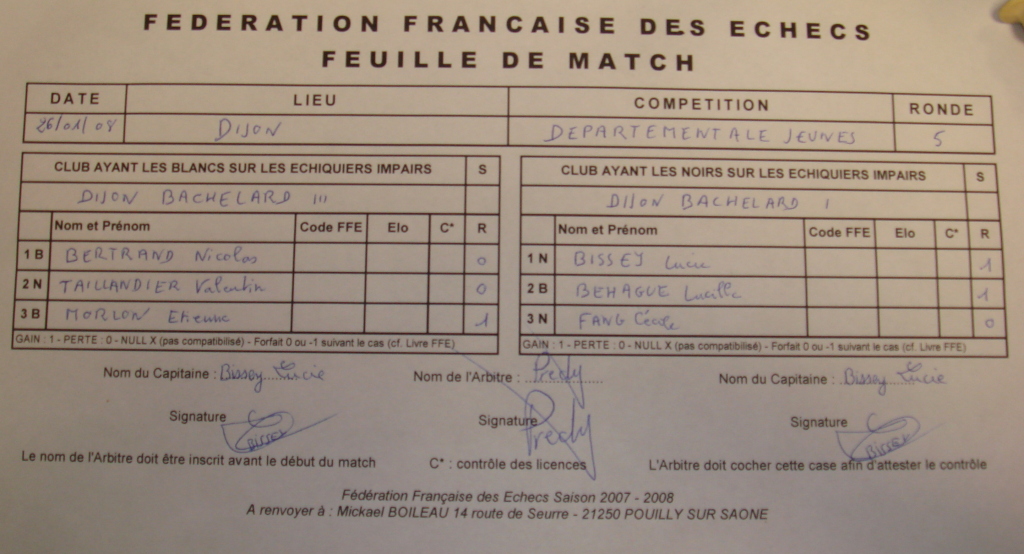 FEDERATION FRANCAISE DES ECHECS
FEUILLE DE MATCH
DATE LIEU COMPETITION RONDE
26/01/08 DIJON DEPARTEMENTALE JEUNES 5
CLUB AYANT LES BLANCS SUR LES ECHIQUIERS IMPAIRS S CLUB AYANT LES NOIRS SUR LES ECHIQUIERS IMPAIRS S
DIJON BACHELARD III DIJON BACHELARD I
Nom et Prénom Code FFE Elo C* R Nom et Prénom Code FFE Elo C* R
1 B BERTRAND Nicolas 0 1 N BISSEY Lucie 1
2 N TAILLANDIER Valentin 0 2 B BEHAGUE Lucille 1
3 B MORLON Etienne 1 3 N FANG Cécile 0
GAIN : 1 - PERTE : 0 - NULL X (pas compatibilisé) - Forfait 0 ou -1 suivant le cas (cf. Livre FFE) GAIN : 1 - PERTE : 0 - NULL X (pas compatibilisé) - Forfait 0 ou -1 suivant le cas (cf. Livre FFE)
Nom du Capitaine : Bissey Lucie Nom de l'Arbitre : Predy Nom du Capitaine : Bissey Lucie
Signature BISSEY Signature Predy Signature BISSEY
Le nom de l'Arbitre doit être inscrit avant le début du match C* : contrôle des licences L'Arbitre doit cocher cette case afin d'attester le contrôle
Fédération Française des Echecs Saison 2007 - 2008
A renvoyer à : Mickael BOILEAU 14 route de Seurre - 21250 POUILLY SUR SAONE